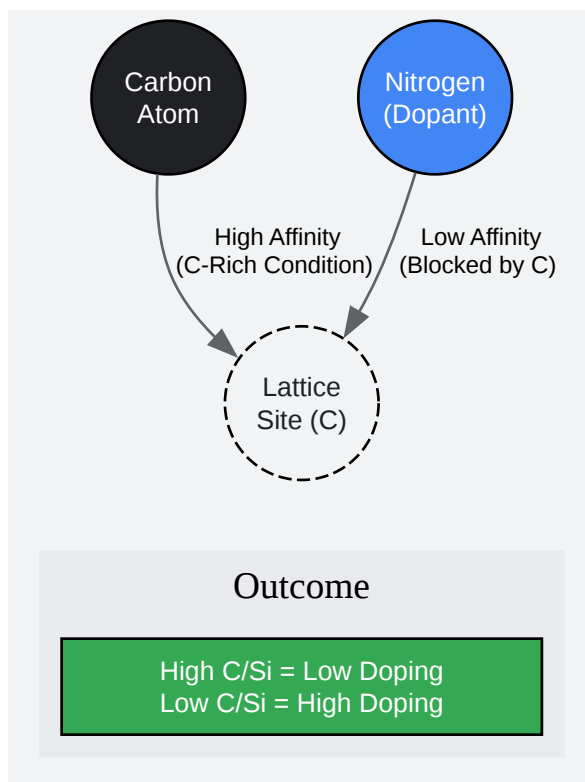 Carbon
Atom
Nitrogen
(Dopant)
High Affinity
(C-Rich Condition)
Low Affinity
(Blocked by C)
Lattice
Site (C)
Outcome
High C/Si = Low Doping
Low C/Si = High Doping